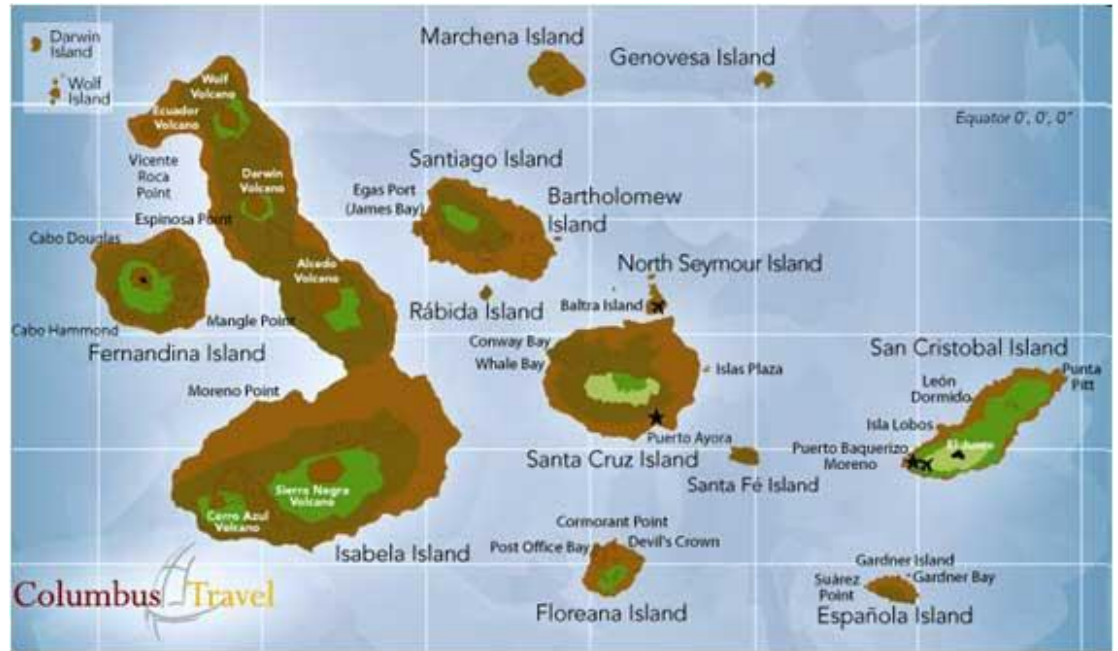 Darwin
Island
Wolf
Island
Marchena Island
Genovesa Island
Wolf
Volcano
Ecuador
Volcano
Equator 0', 0', 0"
Vicente
Roca
Point
Darwin
Volcano
Santiago Island
Egas Port
(James Bay)
Bartholomew
Island
Espinosa Point
Cabo Douglas
Alcedo
Volcano
North Seymour Island
Baltra Island
Rábida Island
Cabo Hammond
Mangle Point
Fernandina Island
Conway Bay
Whale Bay
Islas Plaza
San Cristobal Island
Punta
Pitt
León
Dormido
Moreno Point
Isla Lobos
Puerto Ayora
Puerto Baquerizo
Moreno
Santa Cruz Island
Santa Fé Island
Sierra Negra
Volcano
Cerro Azul
Volcano
Isabela Island
Cormorant Point
Post Office Bay
Devil's Crown
Floreana Island
Gardner Island
Gardner Bay
Suárez
Point
Española Island
Columbus Travel